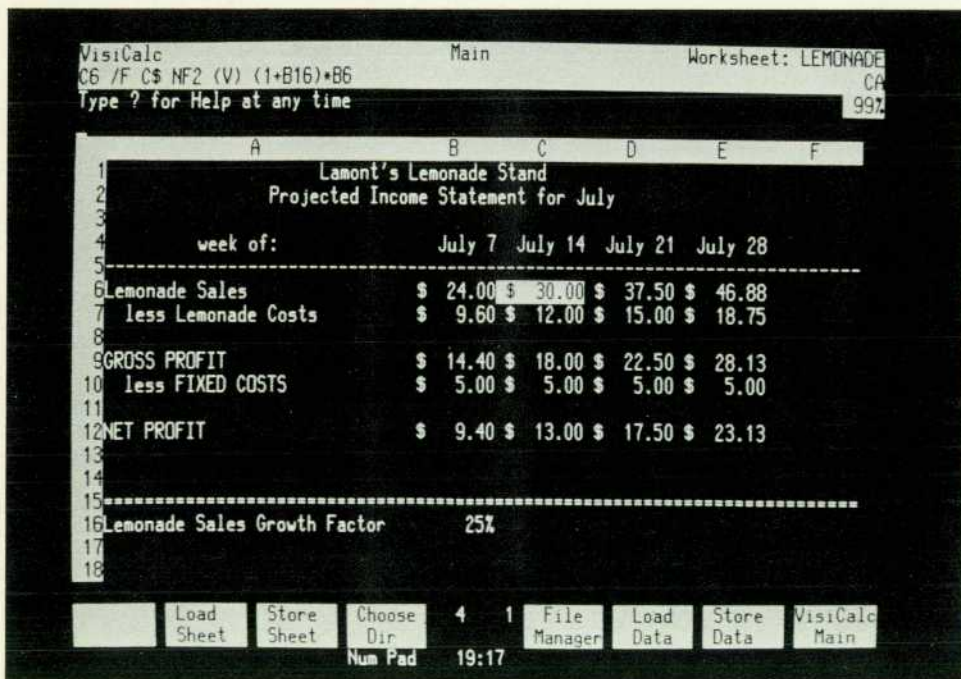 VisiCalc Main Worksheet: LEMONADE
C6 /F C$ NF2 (V) (1+B16)*B6 CA
Type ? for Help at any time 99%
A B C D E F
1 Lamont's Lemonade Stand
2 Projected Income Statement for July
3
4 week of: July 7 July 14 July 21 July 28
5 ------------------------------------------------------------
6 Lemonade Sales $ 24.00 $ 30.00 $ 37.50 $ 46.88
7 less Lemonade Costs $ 9.60 $ 12.00 $ 15.00 $ 18.75
8
9 GROSS PROFIT $ 14.40 $ 18.00 $ 22.50 $ 28.13
10 less FIXED COSTS $ 5.00 $ 5.00 $ 5.00 $ 5.00
11
12 NET PROFIT $ 9.40 $ 13.00 $ 17.50 $ 23.13
13
14
15 ============================================================
16 Lemonade Sales Growth Factor 25%
17
18
Load Store Choose 4 1 File Load Store VisiCalc
Sheet Sheet Dir Manager Data Data Main
Num Pad 19:17